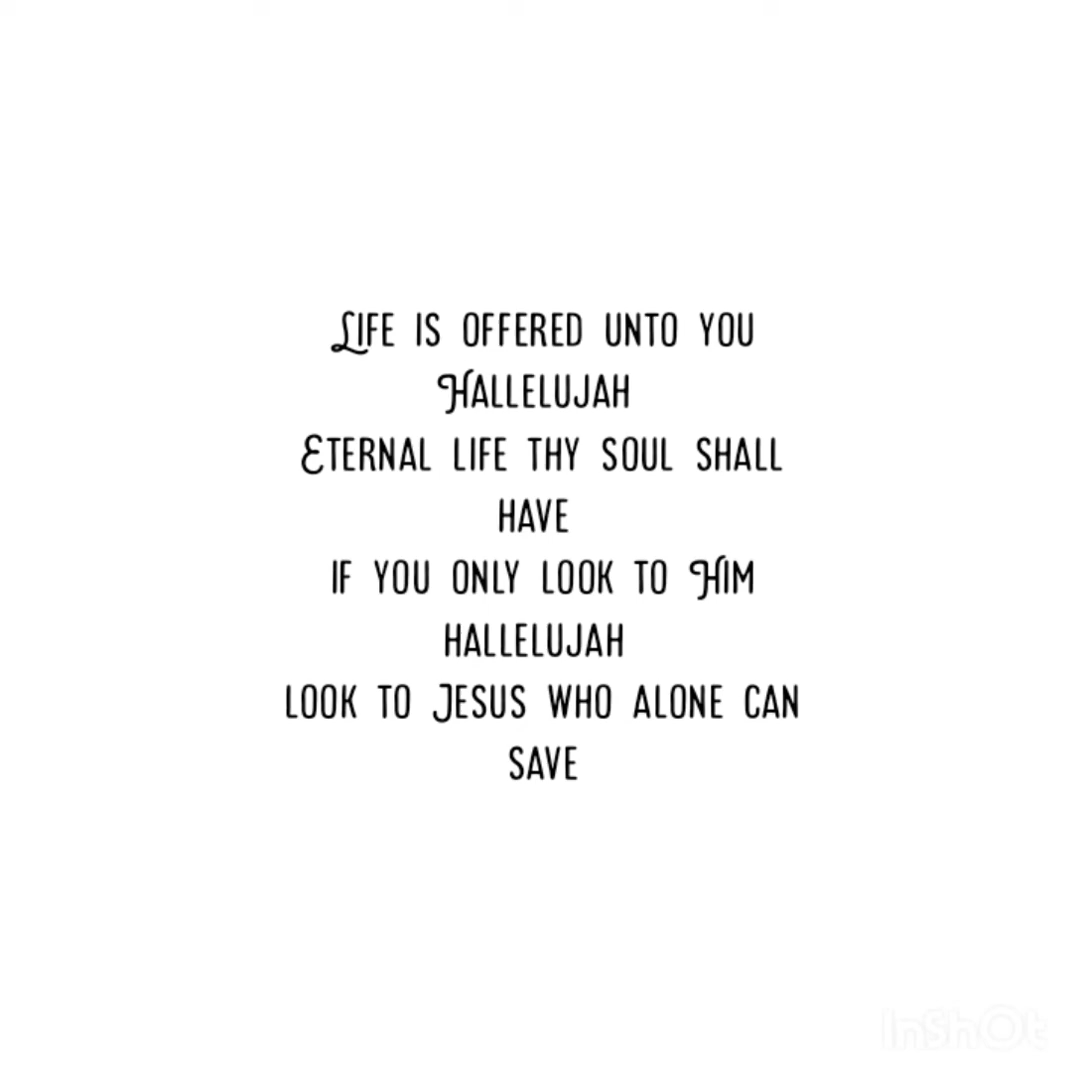 Life is offered unto you
Hallelujah
Eternal life thy soul shall
have
if you only look to Him
hallelujah
look to Jesus who alone can
save
InShOt